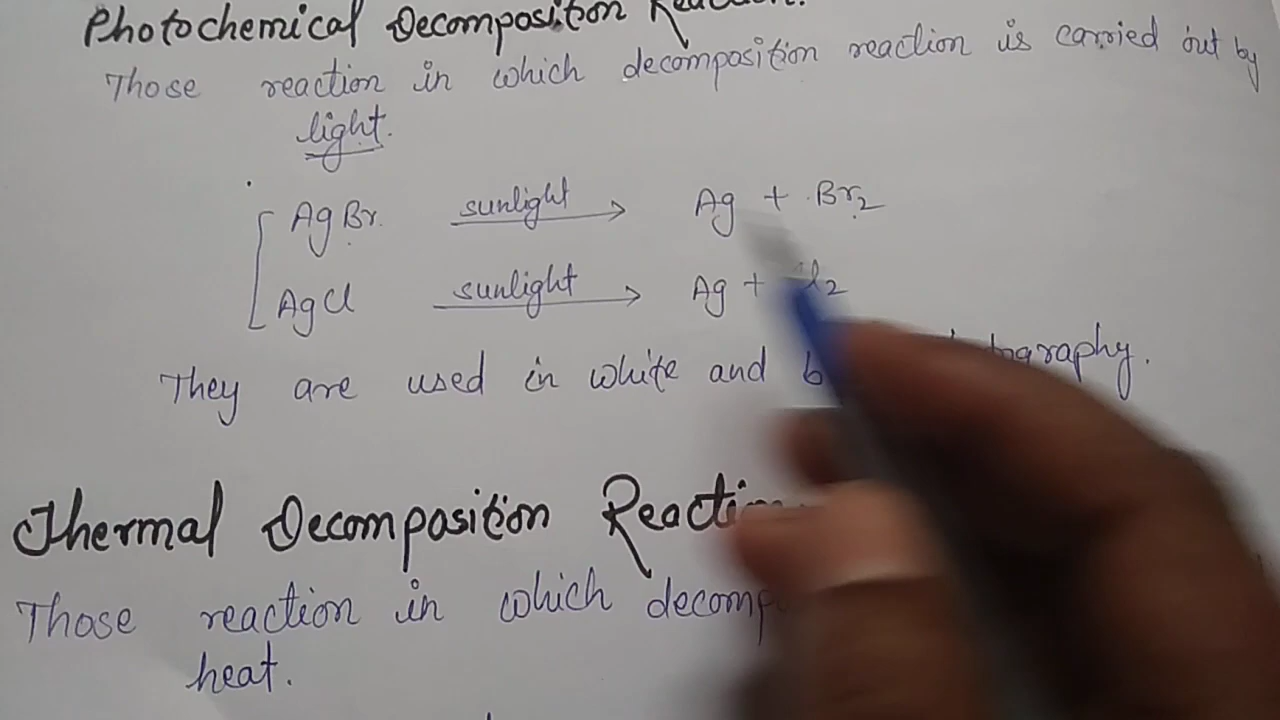 Photochemical Decomposition Reaction.
Those reaction in which decomposition reaction is carried out by
light.
AgBr sunlight → Ag + Br2
AgCl sunlight → Ag +
They are used in white and
Thermal Decomposition
Those reaction in which
heat.